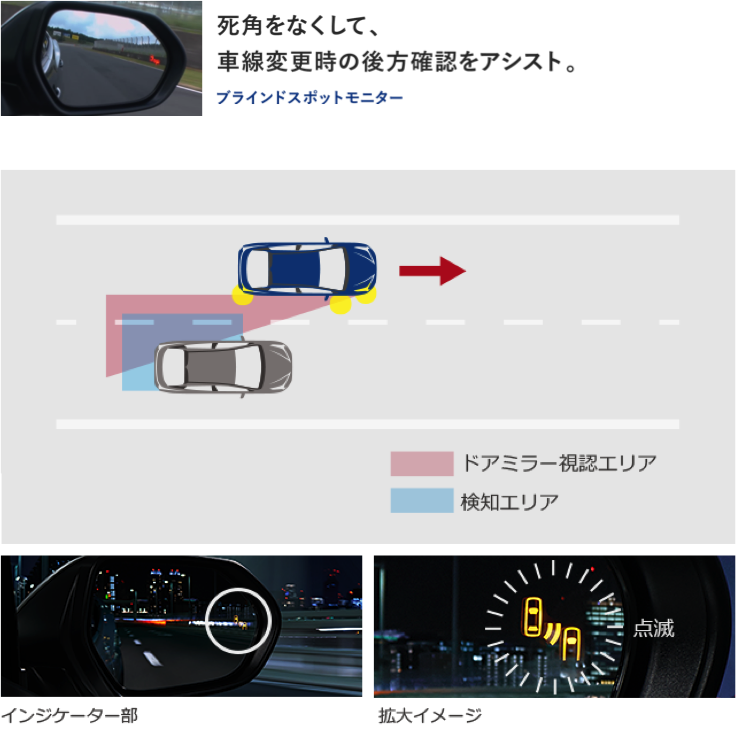 死角をなくして、
車線変更時の後方確認をアシスト。
ブラインドスポットモニター
ドアミラー視認エリア
検知エリア
点滅
インジケーター部
拡大イメージ